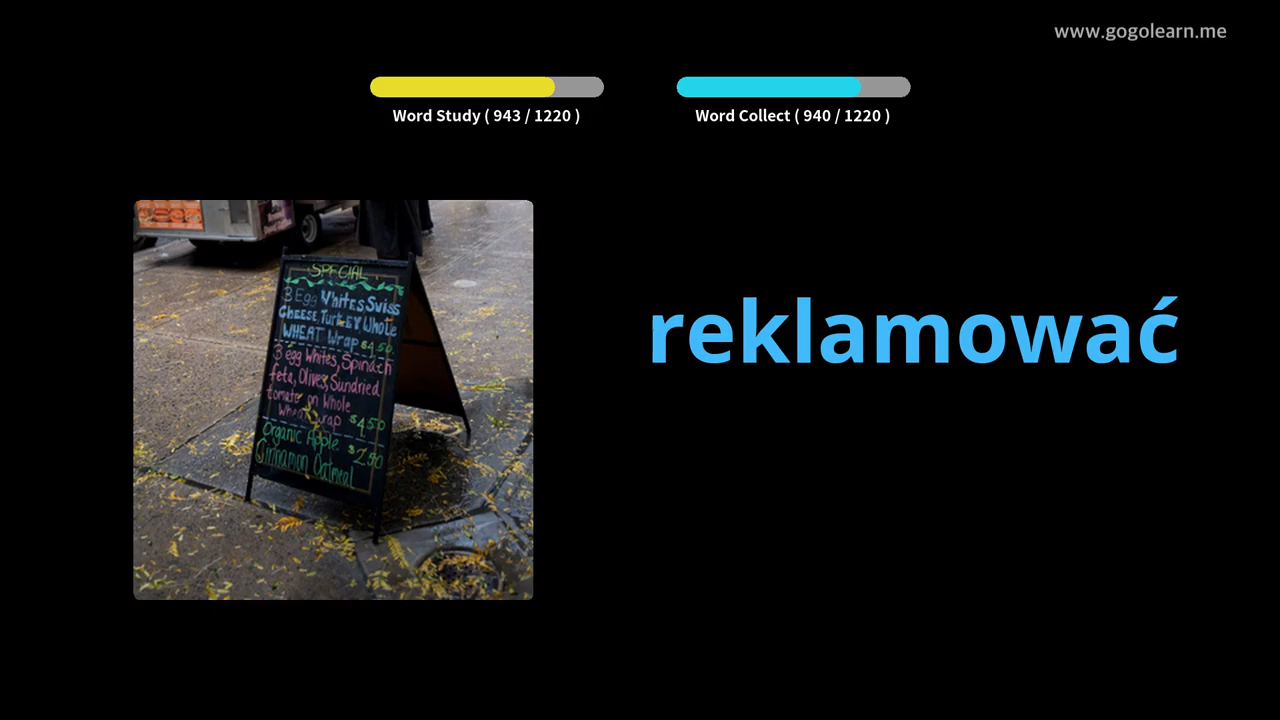 www.gogolearn.me
Word Study ( 943 / 1220 )
Word Collect ( 940 / 1220 )
SPECIAL
3 Egg Whites, Swiss
Cheese, Turkey Whole
WHEAT Wrap $4.50
3 egg Whites, Spinach
feta, Olives, Sundried
tomato on Whole
Wheat wrap $4.50
Organic Apple
Cinnamon Oatmeal $2.50
reklamować